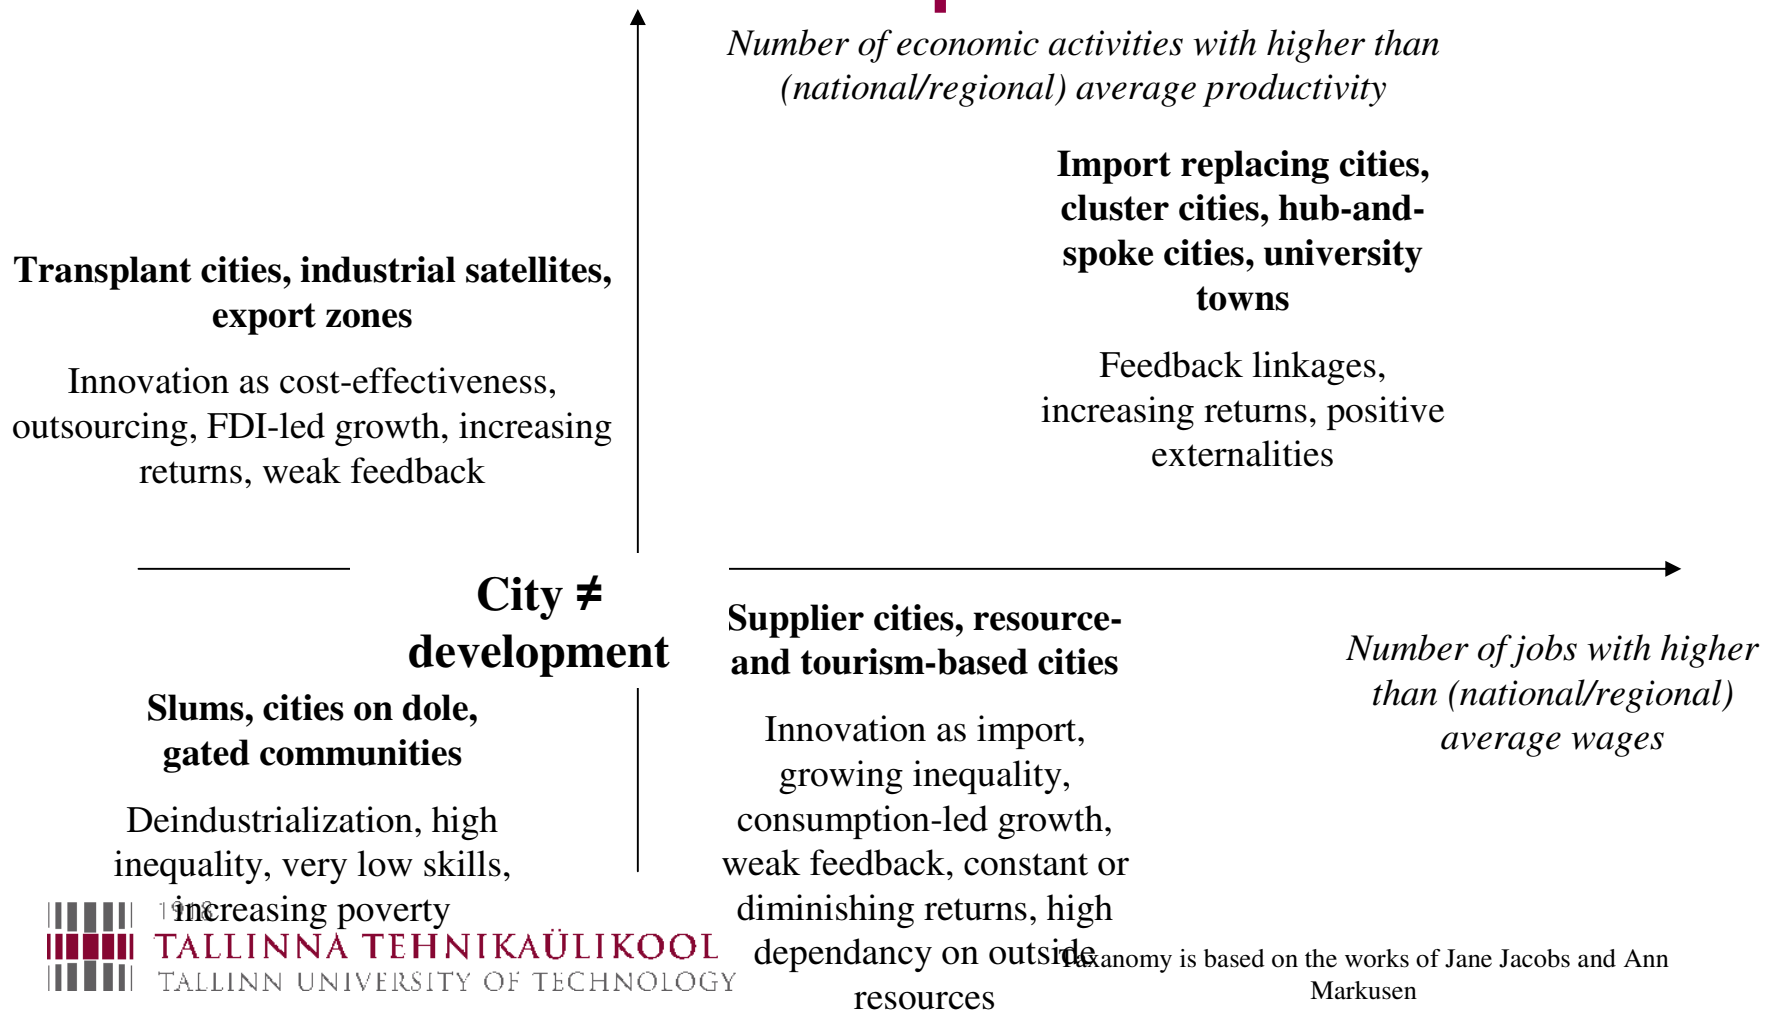 Number of economic activities with higher than
(national/regional) average productivity
Import replacing cities,
cluster cities, hub-and-
spoke cities, university
towns
Feedback linkages,
increasing returns, positive
externalities
Transplant cities, industrial satellites,
export zones
Innovation as cost-effectiveness,
outsourcing, FDI-led growth, increasing
returns, weak feedback
City ≠
development
Slums, cities on dole,
gated communities
Deindustrialization, high
inequality, very low skills,
increasing poverty
Supplier cities, resource-
and tourism-based cities
Innovation as import,
growing inequality,
consumption-led growth,
weak feedback, constant or
diminishing returns, high
dependancy on outside
resources
Number of jobs with higher
than (national/regional)
average wages
1918
TALLINNA TEHNIKAÜLIKOOL
TALLINN UNIVERSITY OF TECHNOLOGY
Taxanomy is based on the works of Jane Jacobs and Ann
Markusen